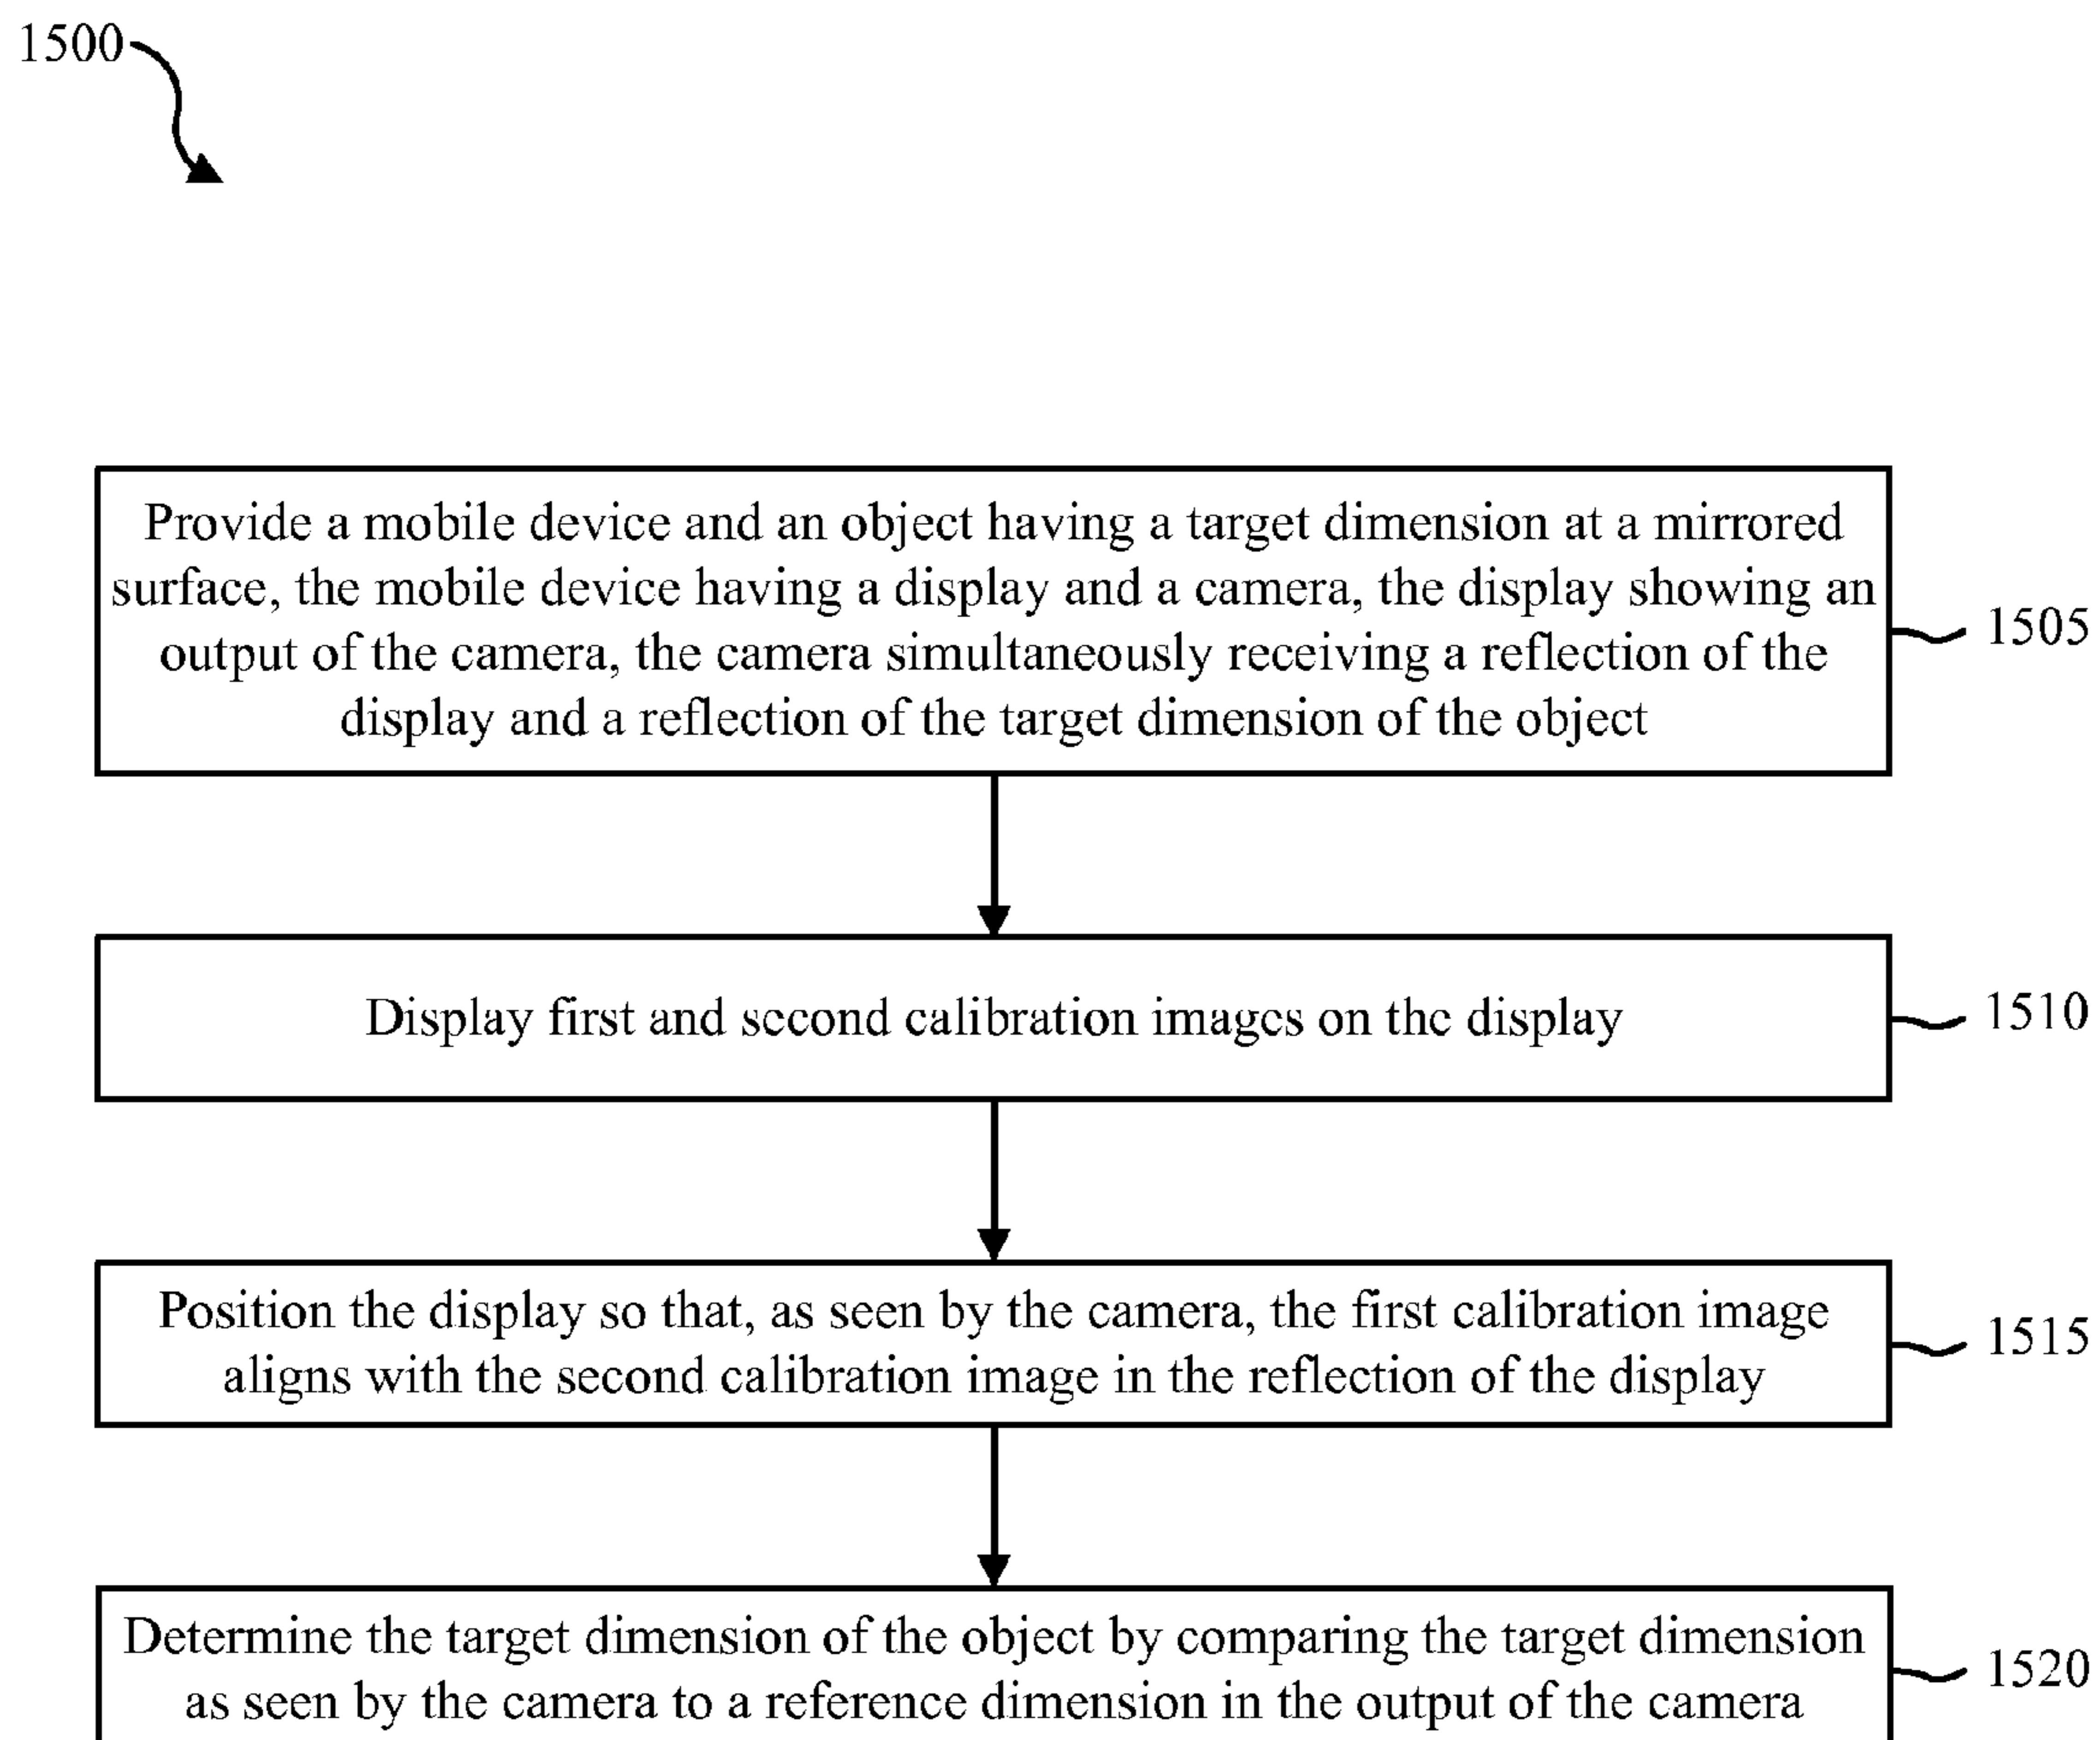 1500
Provide a mobile device and an object having a target dimension at a mirrored
surface, the mobile device having a display and a camera, the display showing an
output of the camera, the camera simultaneously receiving a reflection of the
display and a reflection of the target dimension of the object
1505
Display first and second calibration images on the display
1510
Position the display so that, as seen by the camera, the first calibration image
aligns with the second calibration image in the reflection of the display
1515
Determine the target dimension of the object by comparing the target dimension
as seen by the camera to a reference dimension in the output of the camera
1520